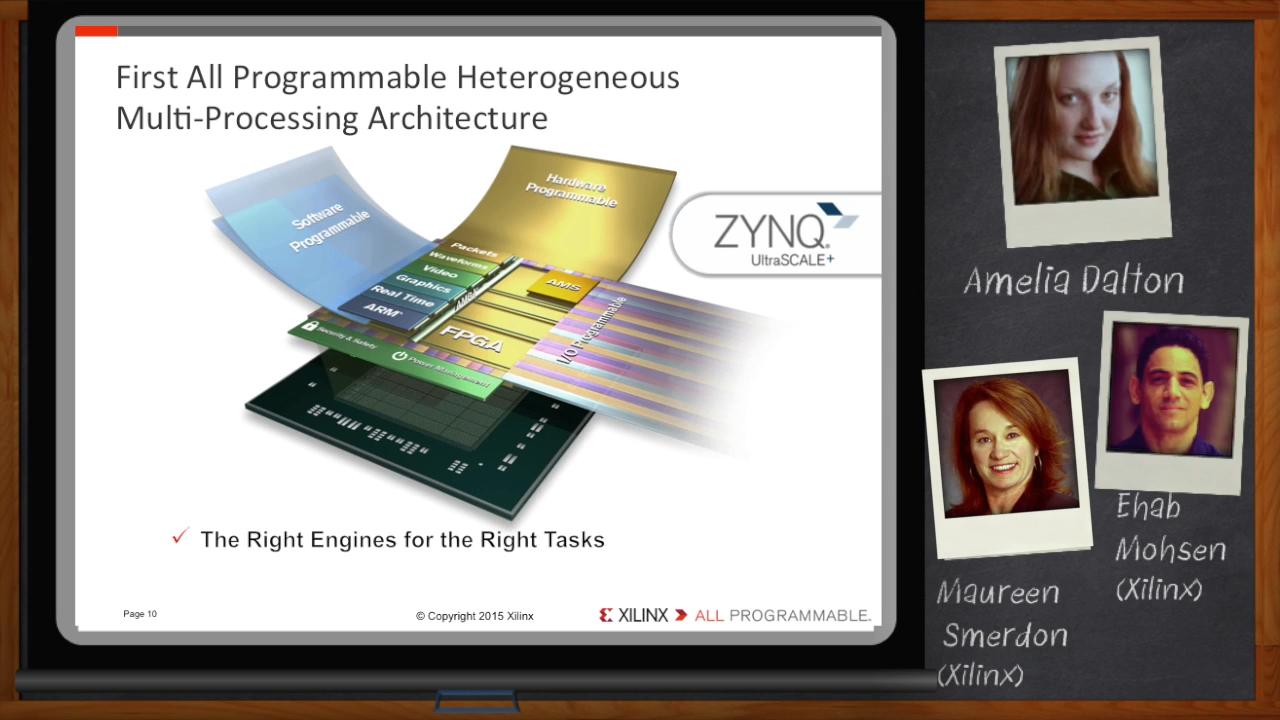 First All Programmable Heterogeneous
Multi-Processing Architecture
Software
Programmable
Hardware
Programmable
ZYNQ®
UltraSCALE+
Packets
Waveforms
Video
Graphics
Real Time
ARM®
AMS
FPGA
I/O Programmable
Security & Safety
Power Management
✓ The Right Engines for the Right Tasks
Page 10
© Copyright 2015 Xilinx
XILINX ALL PROGRAMMABLE™
Amelia Dalton
Ehab
Mohsen
(Xilinx)
Maureen
Smerdon
(Xilinx)